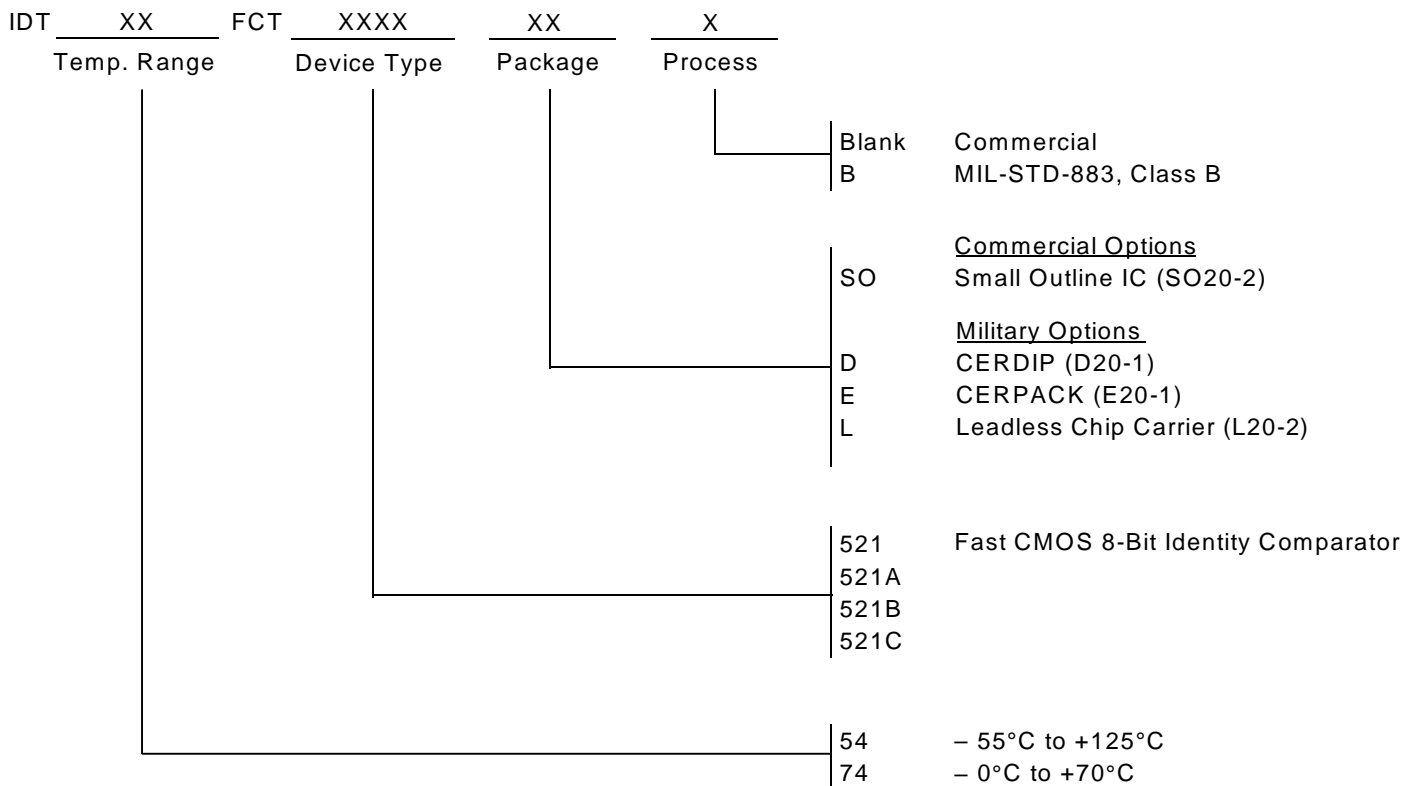 IDT XX FCT XXXX XX X
Temp. Range Device Type Package Process
Blank Commercial
B MIL-STD-883, Class B
Commercial Options
SO Small Outline IC (SO20-2)
Military Options
D CERDIP (D20-1)
E CERPACK (E20-1)
L Leadless Chip Carrier (L20-2)
521 Fast CMOS 8-Bit Identity Comparator
521A
521B
521C
54 – 55°C to +125°C
74 – 0°C to +70°C